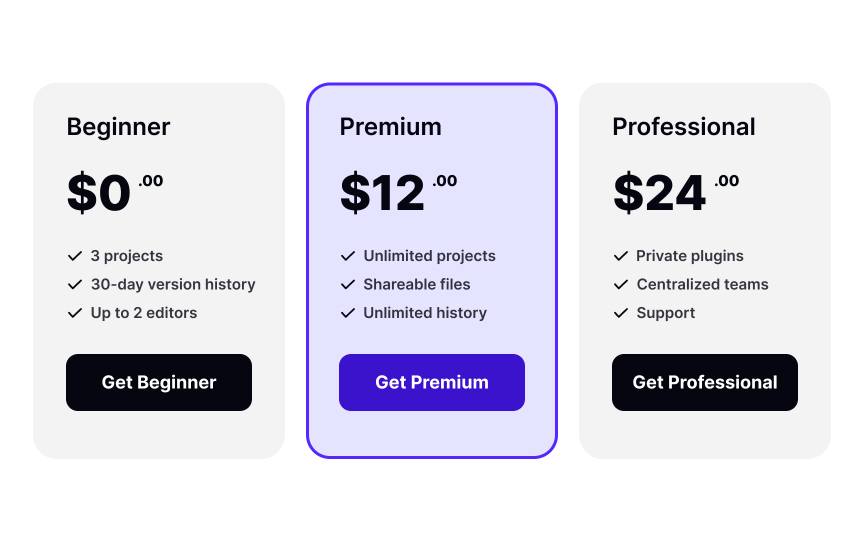 Beginner
$0 .00
3 projects
30-day version history
Up to 2 editors
Get Beginner
Premium
$12 .00
Unlimited projects
Shareable files
Unlimited history
Get Premium
Professional
$24 .00
Private plugins
Centralized teams
Support
Get Professional